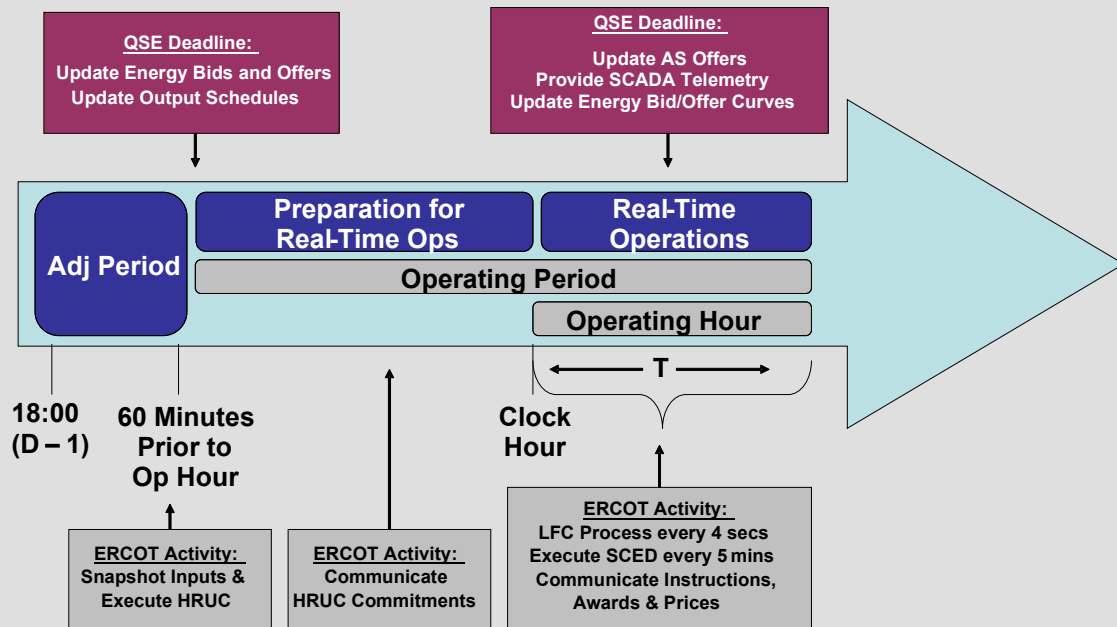 QSE Deadline:
Update Energy Bids and Offers
Update Output Schedules
QSE Deadline:
Update AS Offers
Provide SCADA Telemetry
Update Energy Bid/Offer Curves
Adj Period
Preparation for
Real-Time Ops
Real-Time
Operations
Operating Period
Operating Hour
T
18:00
(D – 1)
60 Minutes
Prior to
Op Hour
Clock
Hour
ERCOT Activity:
Snapshot Inputs &
Execute HRUC
ERCOT Activity:
Communicate
HRUC Commitments
ERCOT Activity:
LFC Process every 4 secs
Execute SCED every 5 mins
Communicate Instructions,
Awards & Prices